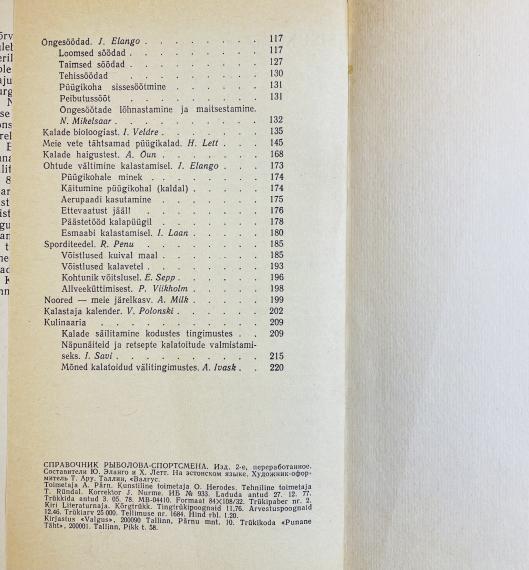 Õngesöödad. J. Elango . . . . . . . . 117
Loomsed söödad . . . . . . . . 117
Taimsed söödad . . . . . . . . 127
Tehissöödad . . . . . . . . 130
Püügikoha sissesöötmine . . . . . . 131
Peibutussööt . . . . . . . . 131
Õngesöötade lõhnastamine ja maitsestamine.
N. Mikelsaar . . . . . . . . 132
Kalade bioloogiast. I. Veldre . . . . . . 135
Meie vete tähtsamad püügikalad. H. Lett . . . . 145
Kalade haigustest. A. Õun . . . . . . 168
Ohtude vältimine kalastamisel. J. Elango . . . . 173
Püügikohale minek . . . . . . 174
Käitumine püügikohal (kaldal) . . . . . 174
Aerupaadi kasutamine . . . . . . 175
Ettevaatust jääl! . . . . . . . 176
Päästetööd kalapüügil . . . . . . 178
Esmaabi kalastamisel. I. Laan . . . . . 180
Sporditeedel. R. Penu . . . . . . . 185
Võistlused kuival maal . . . . . . 185
Võistlused kalavetel . . . . . . 193
Kohtunik võitslusel. E. Sepp . . . . . 196
Allveeküttimisest. P. Viikholm . . . . . 198
Noored — meie järelkasv. A. Milk . . . . . 199
Kalastaja kalender. V. Polonski . . . . . 202
Kulinaaria . . . . . . . . 209
Kalade säilitamine kodustes tingimustes . . 209
Näpunäiteid ja retsepte kalatoitude valmistami-
seks. I. Savi . . . . . . . . 215
Mõned kalatoidud välitingimustes. A. Ivask . . 220
СПРАВОЧНИК РЫБОЛОВА-СПОРТСМЕНА. Изд. 2-е, переработанное.
Составители Ю. Эланго и Х. Летт. На эстонском языке. Художник-офор-
митель Т. Ару. Таллин, «Валгус».
Toimetaja A. Pärn. Kunstiline toimetaja O. Herodes. Tehniline toimetaja
T. Ründal. Korrektor J. Nurme. ИБ № 933. Laduda antud 27. 12. 77.
Trükkida antud 3. 05. 78. MB-04410. Formaat 84×108/32. Trükipaber nr. 2.
Kiri Literaturnaja. Kõrgtrükk. Tingtrükipoognaid 11,76. Arvestuspoognaid
12,46. Trükiarv 25 000. Tellimuse nr. 1684. Hind rbl. 1.20.
Kirjastus «Valgus», 200090 Tallinn, Pärnu mnt. 10. Trükikoda «Punane
Täht», 200001. Tallinn, Pikk t. 58.